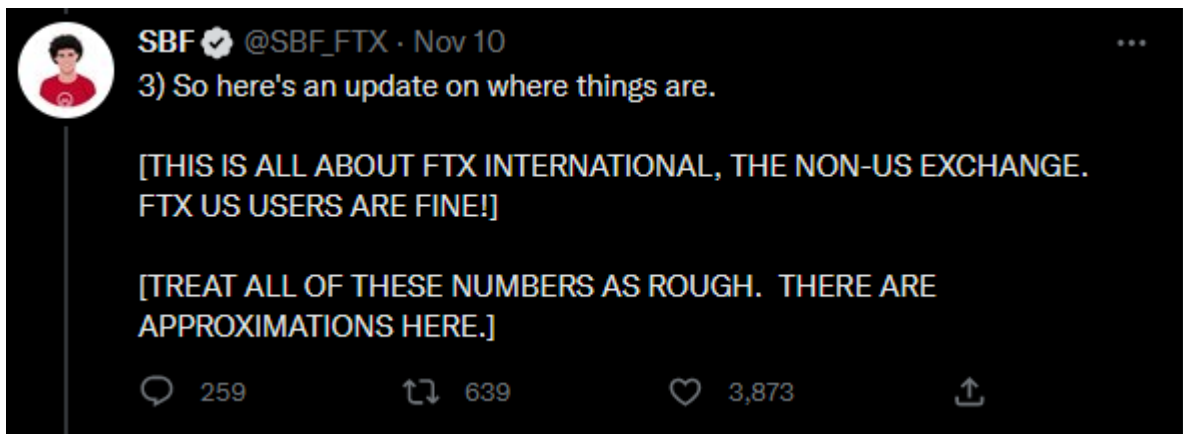 SBF @SBF_FTX · Nov 10
3) So here's an update on where things are.
[THIS IS ALL ABOUT FTX INTERNATIONAL, THE NON-US EXCHANGE.
FTX US USERS ARE FINE!]
[TREAT ALL OF THESE NUMBERS AS ROUGH.  THERE ARE
APPROXIMATIONS HERE.]
259 639 3,873